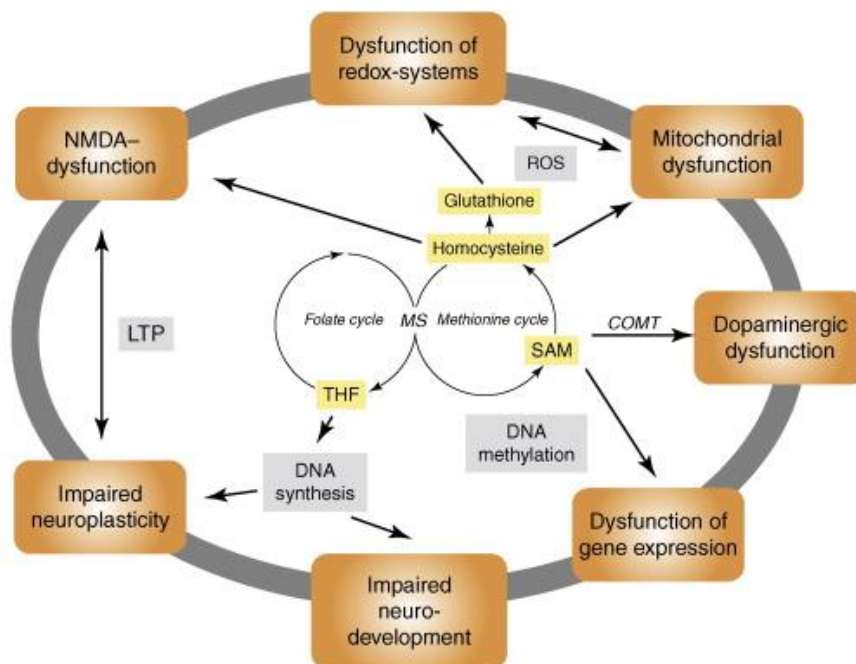 Dysfunction of
redox-systems
NMDA–
dysfunction
Mitochondrial
dysfunction
ROS
Glutathione
Homocysteine
Folate cycle
MS
Methionine cycle
COMT
Dopaminergic
dysfunction
LTP
SAM
THF
DNA
methylation
DNA
synthesis
Impaired
neuroplasticity
Dysfunction of
gene expression
Impaired
neuro-
development